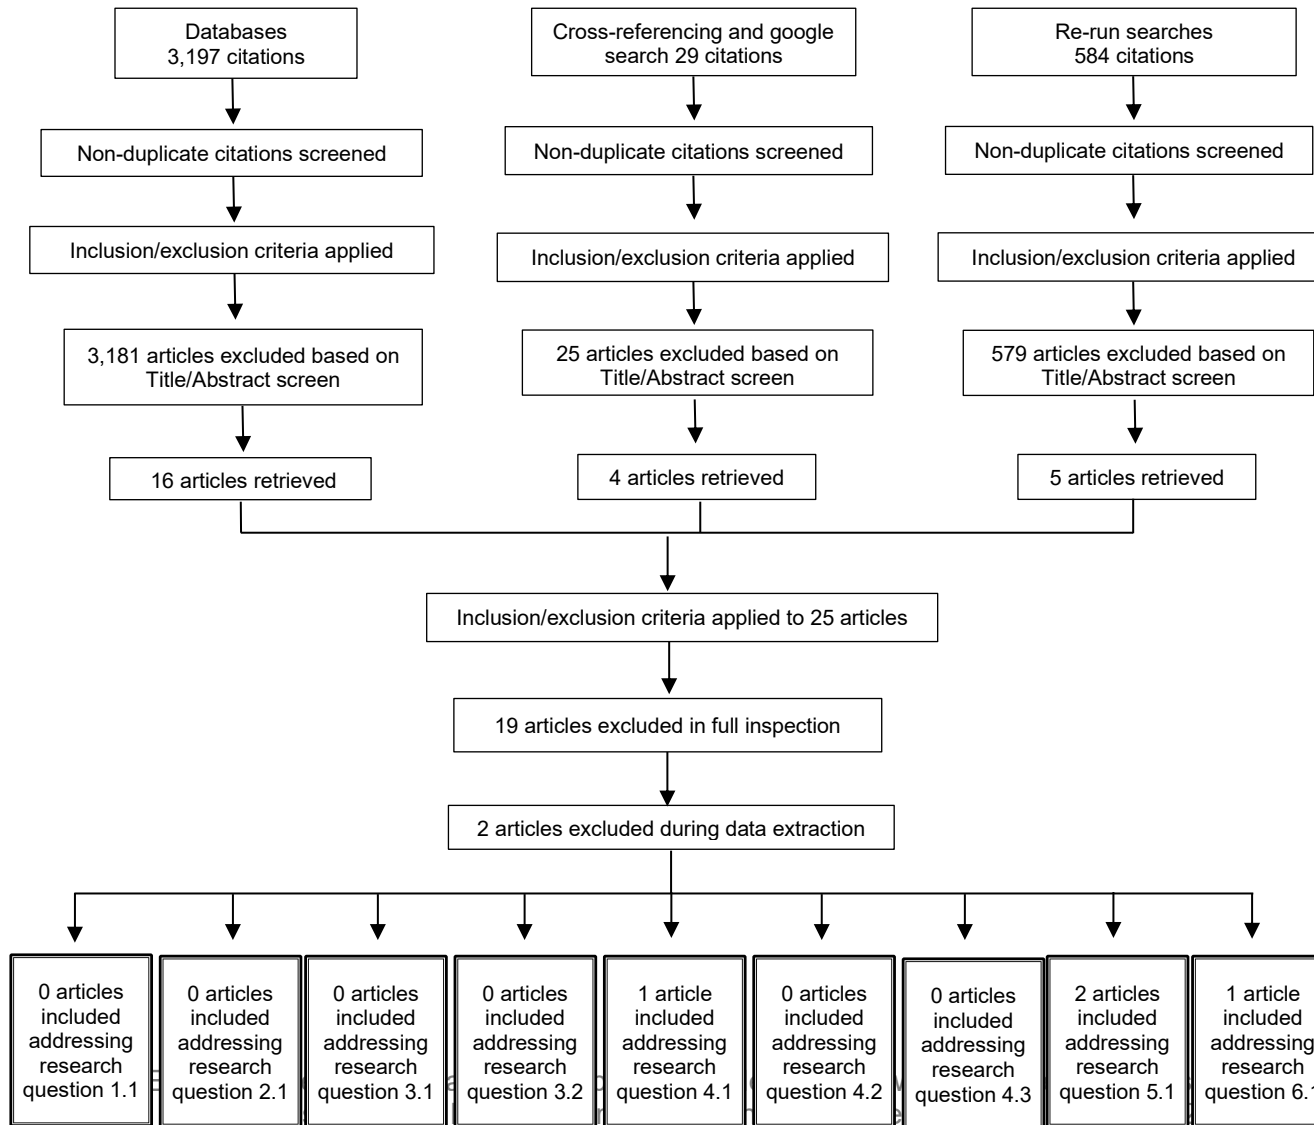 Databases
3,197 citations
Cross-referencing and google
search 29 citations
Re-run searches
584 citations
Non-duplicate citations screened
Non-duplicate citations screened
Non-duplicate citations screened
Inclusion/exclusion criteria applied
Inclusion/exclusion criteria applied
Inclusion/exclusion criteria applied
3,181 articles excluded based on
Title/Abstract screen
25 articles excluded based on
Title/Abstract screen
579 articles excluded based on
Title/Abstract screen
16 articles retrieved
4 articles retrieved
5 articles retrieved
Inclusion/exclusion criteria applied to 25 articles
19 articles excluded in full inspection
2 articles excluded during data extraction
0 articles
included
addressing
research
question 1.1
0 articles
included
addressing
research
question 2.1
0 articles
included
addressing
research
question 3.1
0 articles
included
addressing
research
question 3.2
1 article
included
addressing
research
question 4.1
0 articles
included
addressing
research
question 4.2
0 articles
included
addressing
research
question 4.3
2 articles
included
addressing
research
question 5.1
1 article
included
addressing
research
question 6.1